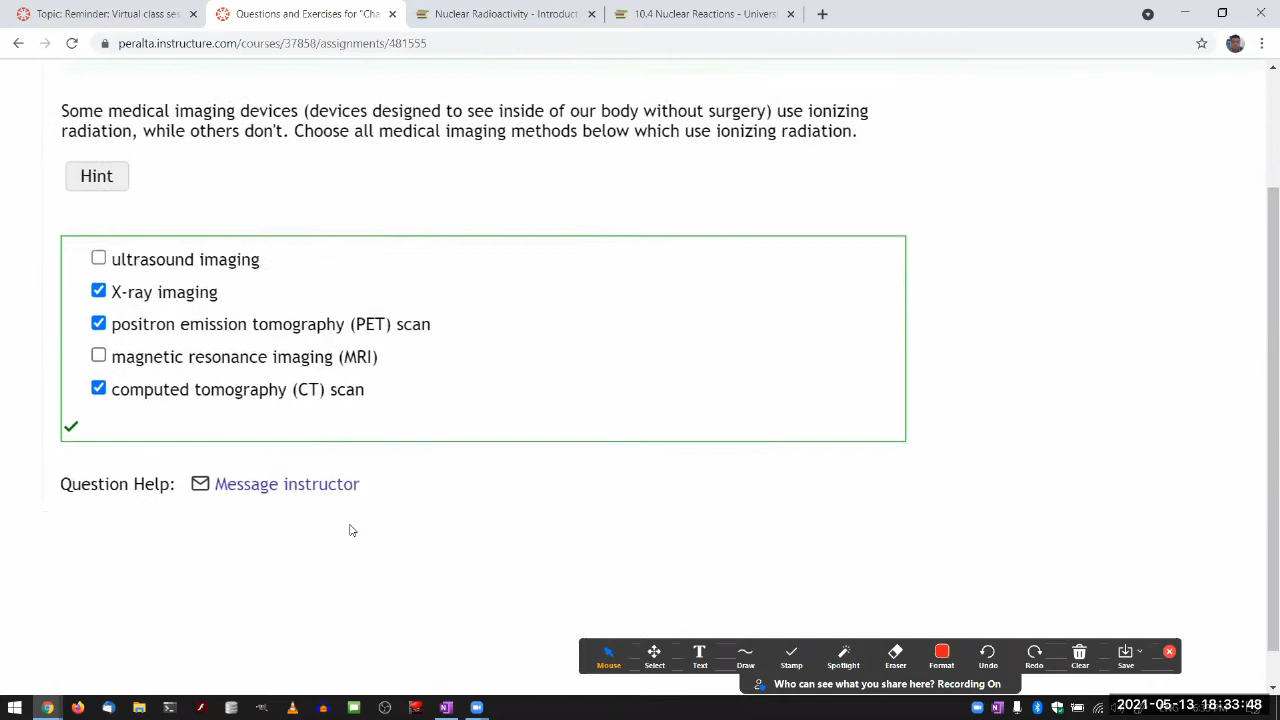 Topic: Reminder: Virtual class ses
Questions and Exercises for "Cha
Nuclear Radioactivity - Introduct
10.4 Nuclear Reactions - Univers
peralta.instructure.com/courses/37858/assignments/481555
Some medical imaging devices (devices designed to see inside of our body without surgery) use ionizing
radiation, while others don't. Choose all medical imaging methods below which use ionizing radiation.
Hint
ultrasound imaging
X-ray imaging
positron emission tomography (PET) scan
magnetic resonance imaging (MRI)
computed tomography (CT) scan
Question Help: Message instructor
Mouse Select Text Draw Stamp Spotlight Eraser Format Undo Redo Clear Save
Who can see what you share here? Recording On
2021-05-13 18:33:48